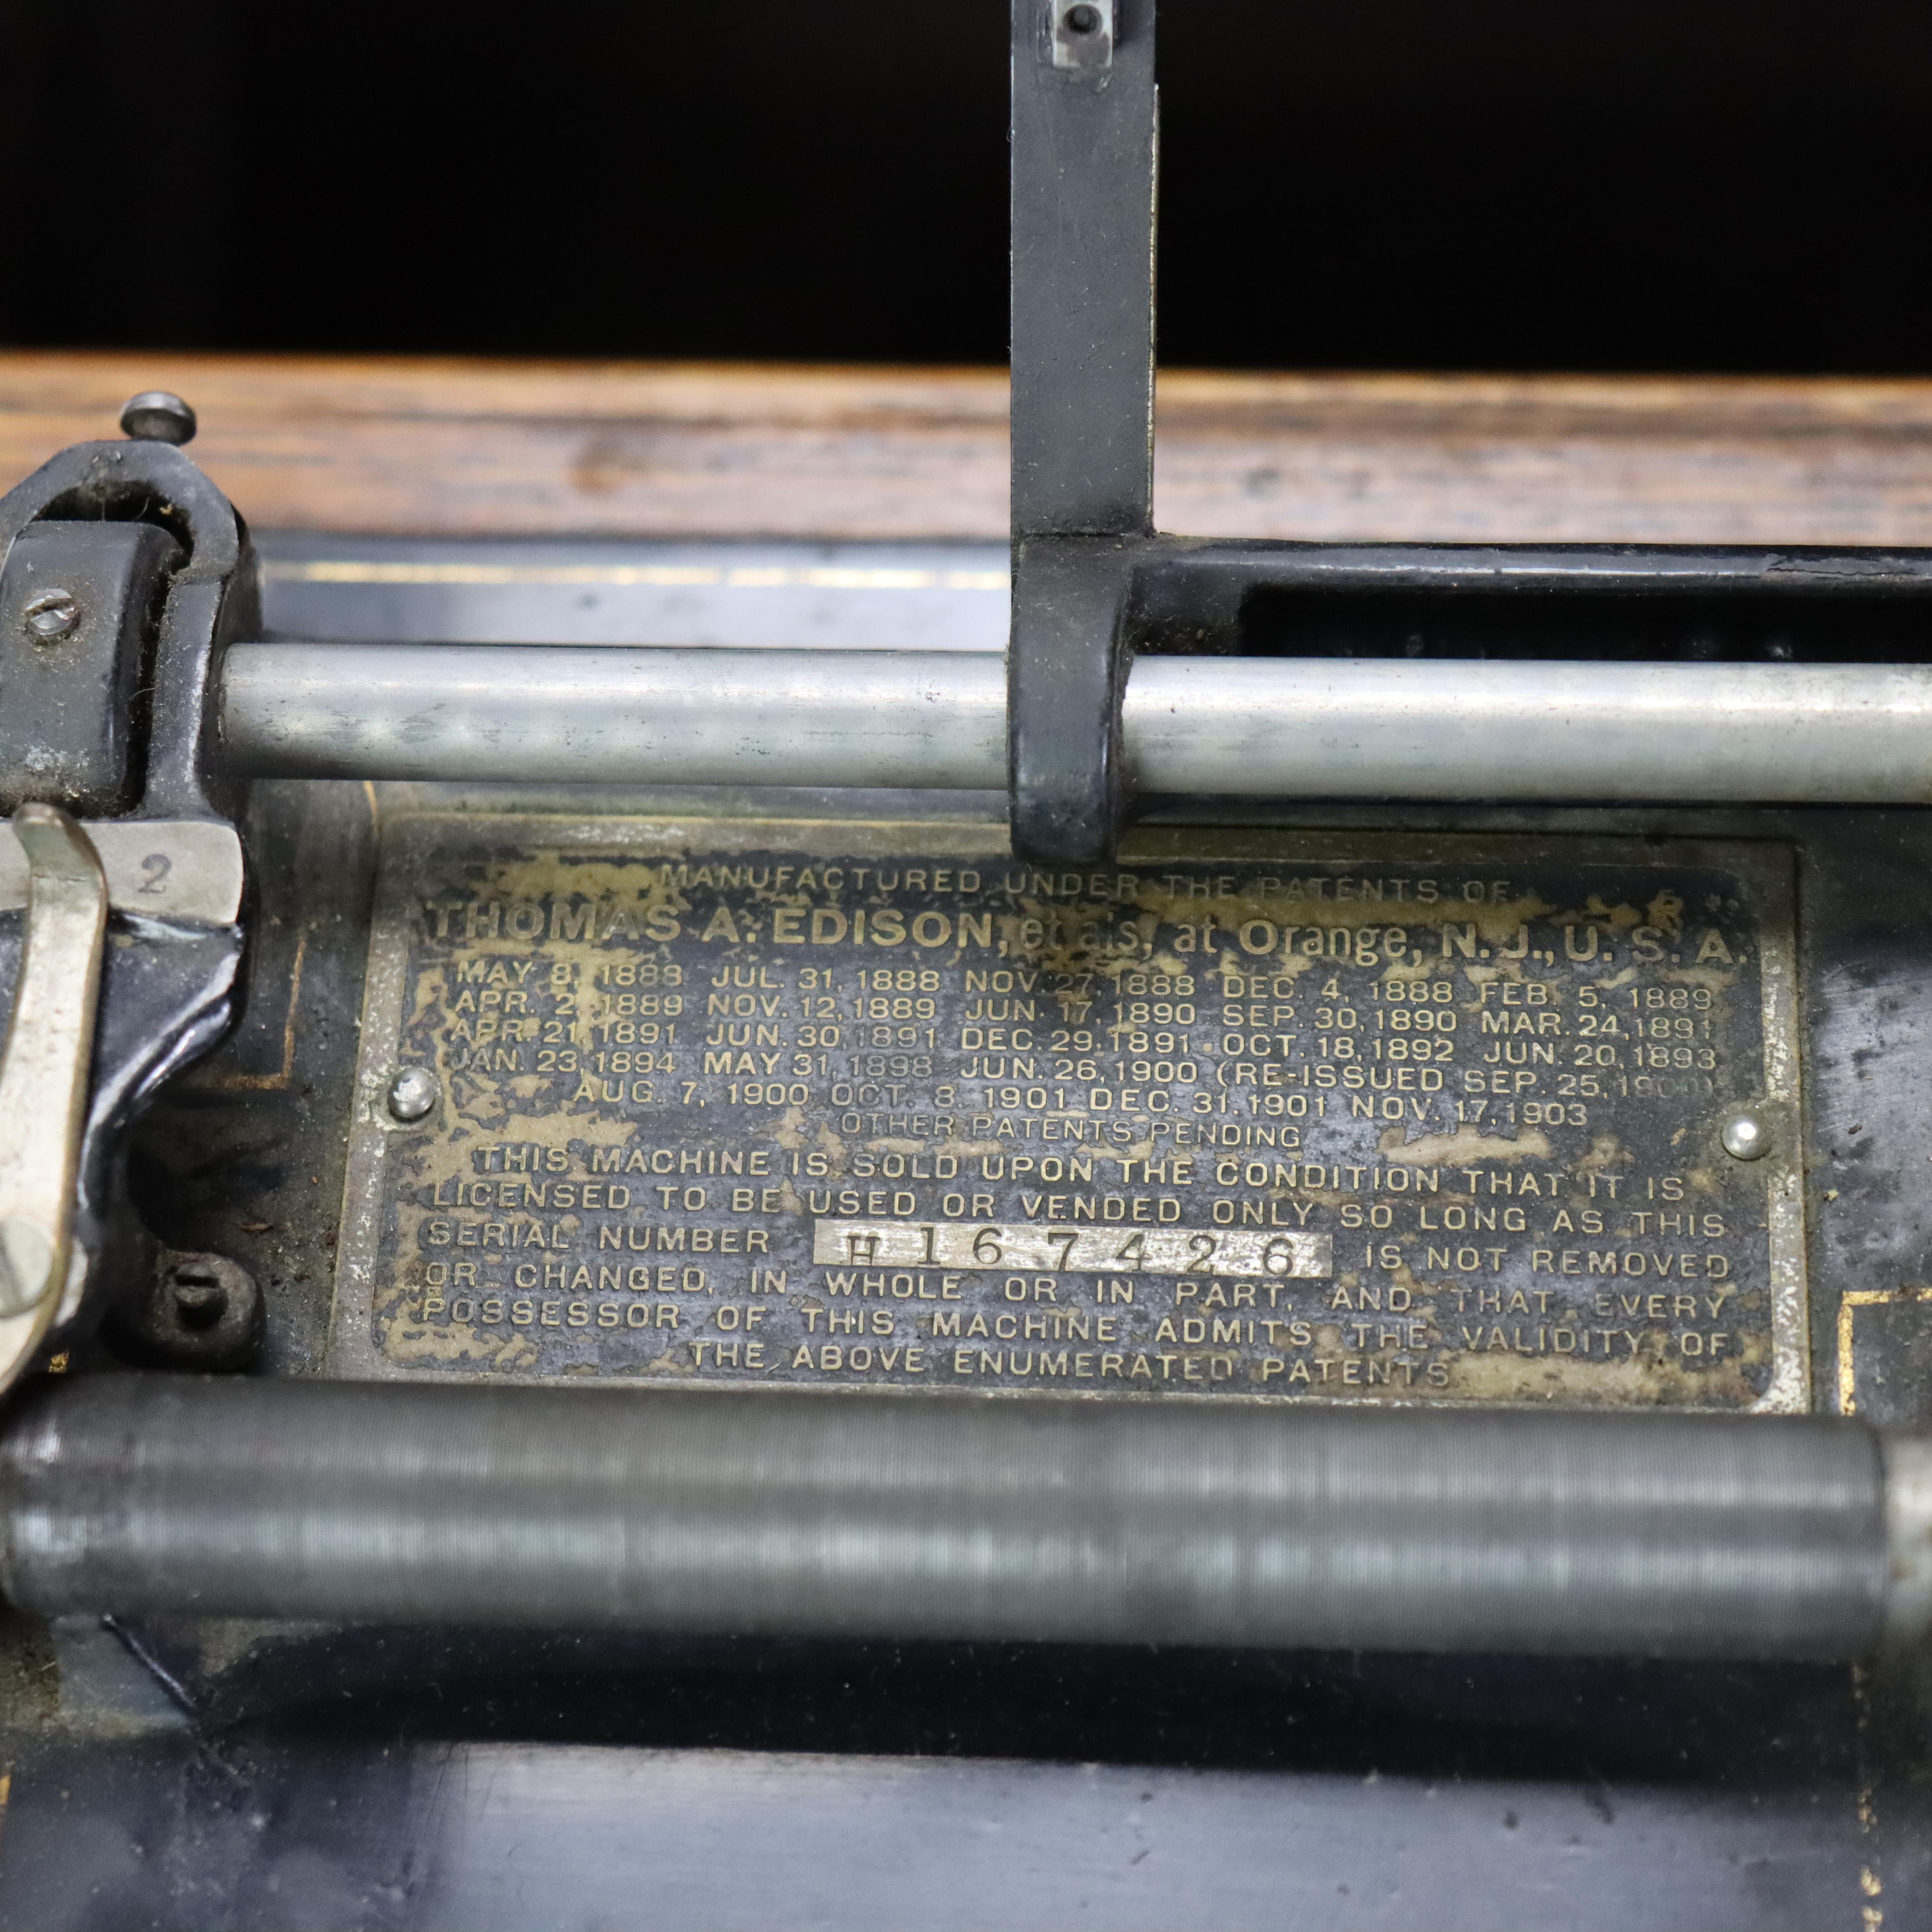 2
MANUFACTURED UNDER THE PATENTS OF
THOMAS A. EDISON, et als, at Orange, N. J., U. S. A.
MAY 8, 1888 JUL. 31, 1888 NOV. 27, 1888 DEC. 4, 1888 FEB. 5, 1889
APR. 2, 1889 NOV. 12, 1889 JUN. 17, 1890 SEP. 30, 1890 MAR. 24, 1891
APR. 21, 1891 JUN. 30, 1891 DEC. 29, 1891 OCT. 18, 1892 JUN. 20, 1893
JAN. 23, 1894 MAY 31, 1898 JUN. 26, 1900 (RE-ISSUED SEP. 25, 1900)
AUG. 7, 1900 OCT. 8, 1901 DEC. 31, 1901 NOV. 17, 1903
OTHER PATENTS PENDING
THIS MACHINE IS SOLD UPON THE CONDITION THAT IT IS
LICENSED TO BE USED OR VENDED ONLY SO LONG AS THIS
SERIAL NUMBER H167426 IS NOT REMOVED
OR CHANGED, IN WHOLE OR IN PART, AND THAT EVERY
POSSESSOR OF THIS MACHINE ADMITS THE VALIDITY OF
THE ABOVE ENUMERATED PATENTS